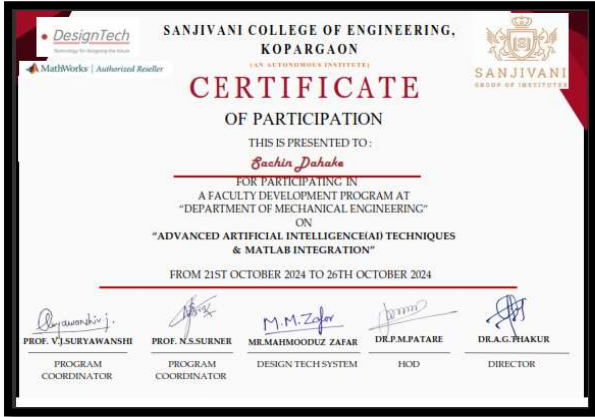 DesignTech
Technology for designing the future
MathWorks | Authorized Reseller
SANJIVANI COLLEGE OF ENGINEERING,
KOPARGAON
(AN AUTONOMOUS INSTITUTE)
SANJIVANI
GROUP OF INSTITUTES
CERTIFICATE
OF PARTICIPATION
THIS IS PRESENTED TO :
Sachin Dahake
FOR PARTICIPATING IN
A FACULTY DEVELOPMENT PROGRAM AT
“DEPARTMENT OF MECHANICAL ENGINEERING”
ON
“ADVANCED ARTIFICIAL INTELLIGENCE(AI) TECHNIQUES
& MATLAB INTEGRATION”
FROM 21ST OCTOBER 2024 TO 26TH OCTOBER 2024
M.M.Zafar
PROF. V.J.SURYAWANSHI
PROF. N.S.SURNER
MR.MAHMOODUZ ZAFAR
DR.P.M.PATARE
DR.A.G.THAKUR
PROGRAM
COORDINATOR
PROGRAM
COORDINATOR
DESIGN TECH SYSTEM
HOD
DIRECTOR